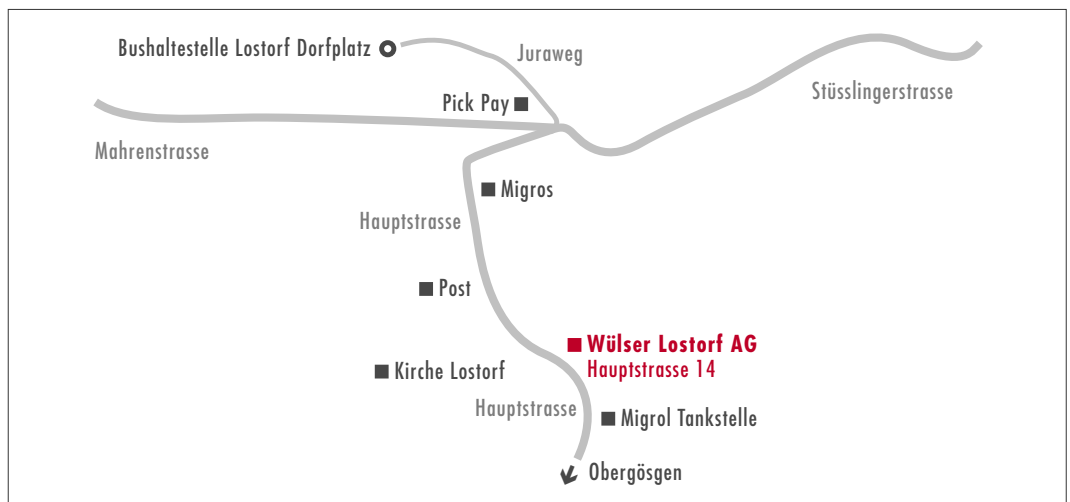 Bushaltestelle Lostorf Dorfplatz
Juraweg
Stüsslingerstrasse
Pick Pay
Mahrenstrasse
Migros
Hauptstrasse
Post
Wülser Lostorf AG
Hauptstrasse 14
Kirche Lostorf
Hauptstrasse
Migrol Tankstelle
Obergösgen